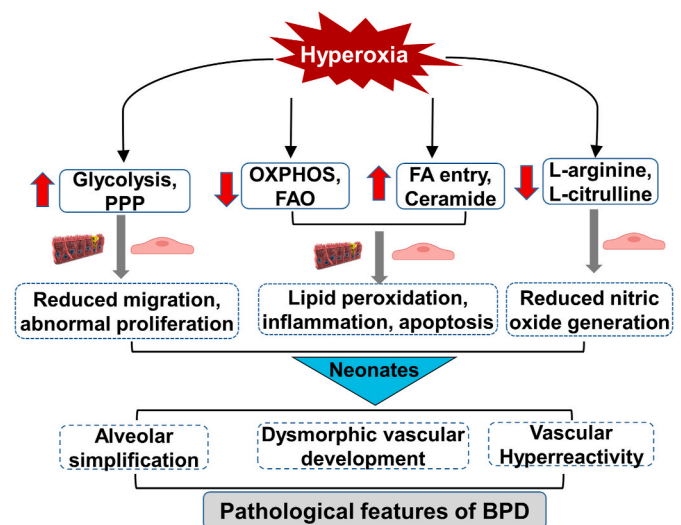 Hyperoxia
Glycolysis,
PPP
OXPHOS,
FAO
FA entry,
Ceramide
L-arginine,
L-citrulline
Reduced migration,
abnormal proliferation
Lipid peroxidation,
inflammation, apoptosis
Reduced nitric
oxide generation
Neonates
Alveolar
simplification
Dysmorphic vascular
development
Vascular
Hyperreactivity
Pathological features of BPD